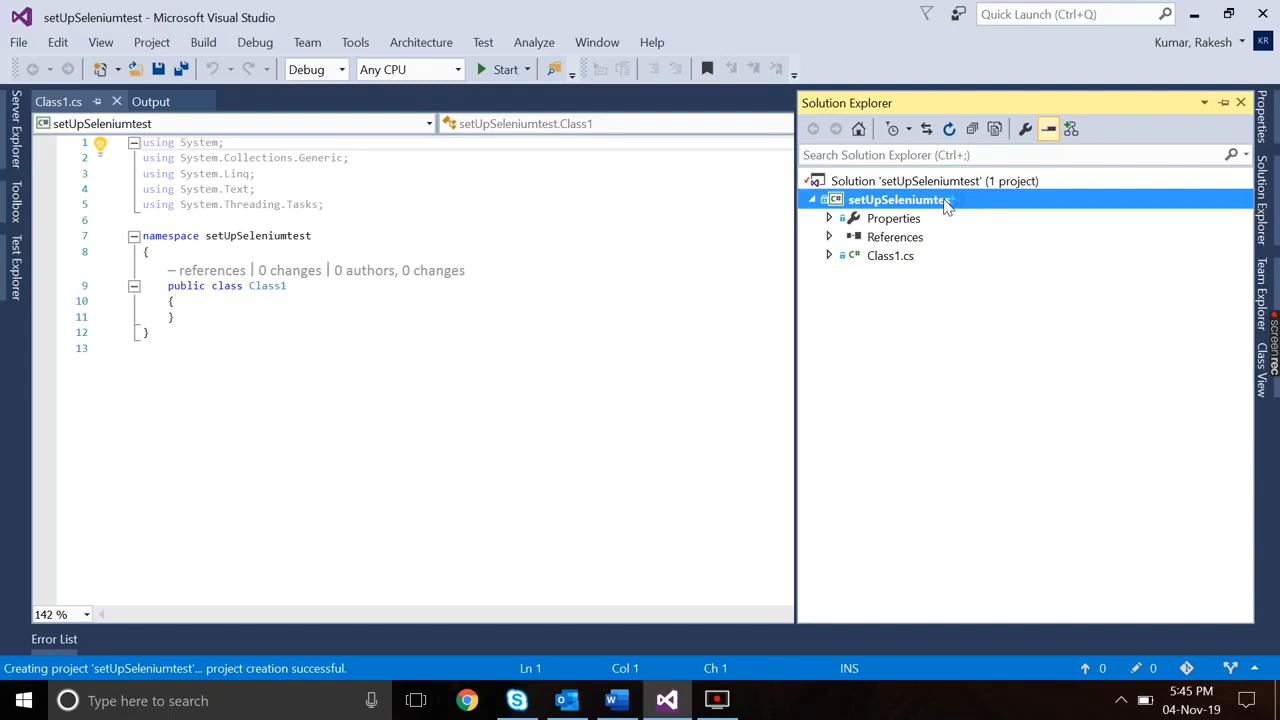 setUpSeleniumtest - Microsoft Visual Studio
Quick Launch (Ctrl+Q)
File Edit View Project Build Debug Team Tools Architecture Test Analyze Window Help
Kumar, Rakesh
KR
Debug
Any CPU
Start
Class1.cs
Output
setUpSeleniumtest
setUpSeleniumtest.Class1
1 using System;
2 using System.Collections.Generic;
3 using System.Linq;
4 using System.Text;
5 using System.Threading.Tasks;
6
7 namespace setUpSeleniumtest
8 {
– references | 0 changes | 0 authors, 0 changes
9 public class Class1
10 {
11 }
12 }
13
142 %
Server Explorer
Toolbox
Test Explorer
Solution Explorer
Search Solution Explorer (Ctrl+;)
Solution 'setUpSeleniumtest' (1 project)
C# setUpSeleniumtest
Properties
References
C# Class1.cs
Properties
Solution Explorer
Team Explorer
Class View
screenrec
Error List
Creating project 'setUpSeleniumtest'... project creation successful.
Ln 1
Col 1
Ch 1
INS
0
0
Type here to search
5:45 PM
04-Nov-19